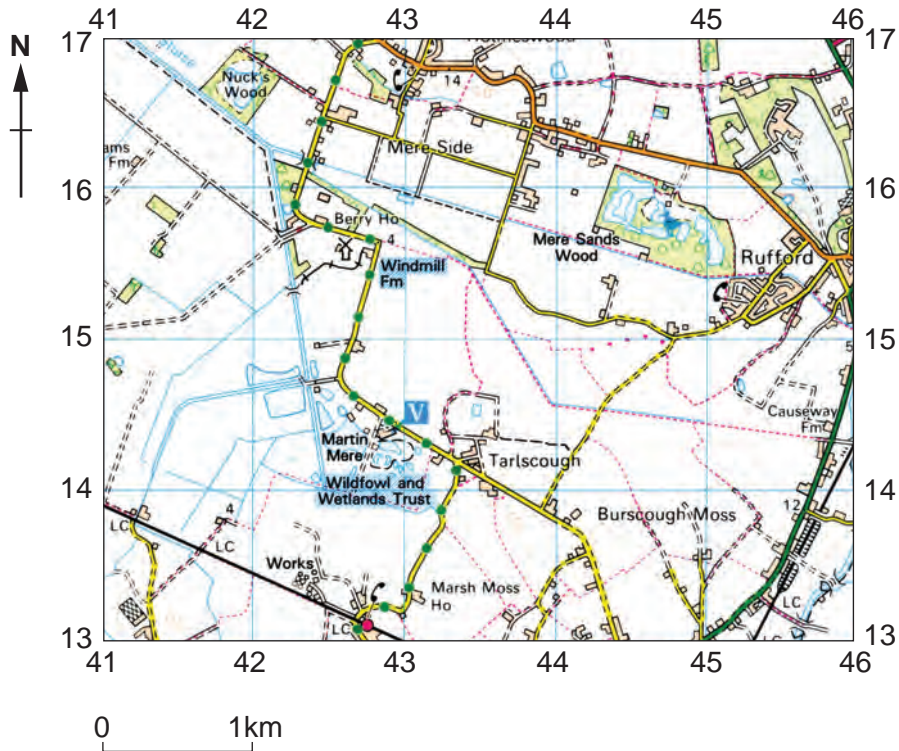 41 42 43 44 45 46
N
17 17
Nuck's
Wood
14
Mere Side
Fm
16 16
Berry Ho
4
Mere Sands
Wood
Rufford
Windmill
Fm
15 15
5
V
Causeway
Fm
Martin
Mere
Tarlscough
Wildfowl and
Wetlands Trust
14 14
4
12
LC
Burscough Moss
LC
Works
Marsh Moss
Ho
LC
LC
13 13
41 42 43 44 45 46
0 1km